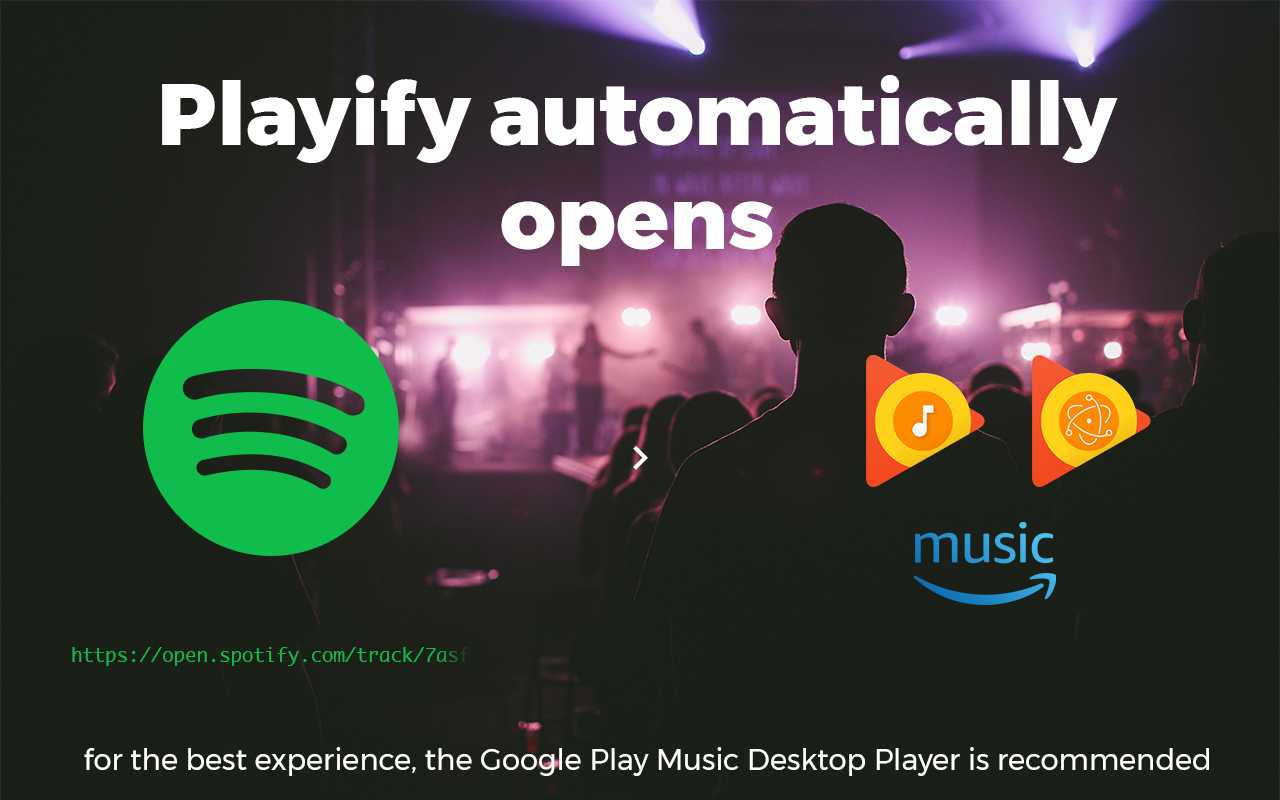 Playify automatically
opens
music
https://open.spotify.com/track/7asf
for the best experience, the Google Play Music Desktop Player is recommended